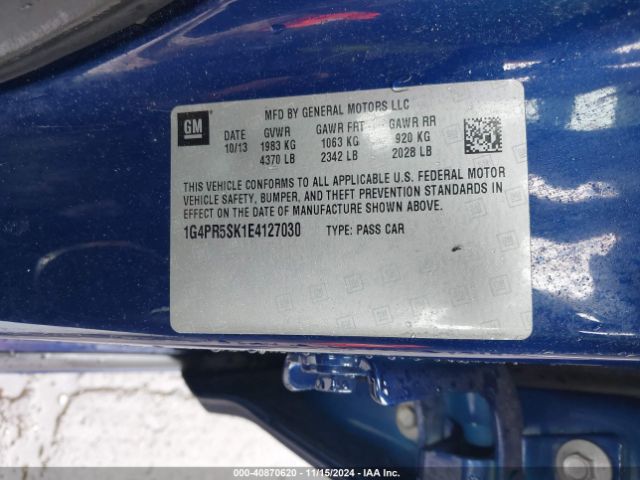 MFD BY GENERAL MOTORS LLC
GM
DATE GVWR GAWR FRT GAWR RR
10/13 1983 KG 1063 KG 920 KG
4370 LB 2342 LB 2028 LB
THIS VEHICLE CONFORMS TO ALL APPLICABLE U.S. FEDERAL MOTOR
VEHICLE SAFETY, BUMPER, AND THEFT PREVENTION STANDARDS IN
EFFECT ON THE DATE OF MANUFACTURE SHOWN ABOVE.
1G4PR5SK1E4127030 TYPE: PASS CAR
000-40870620 - 11/15/2024 - IAA Inc.